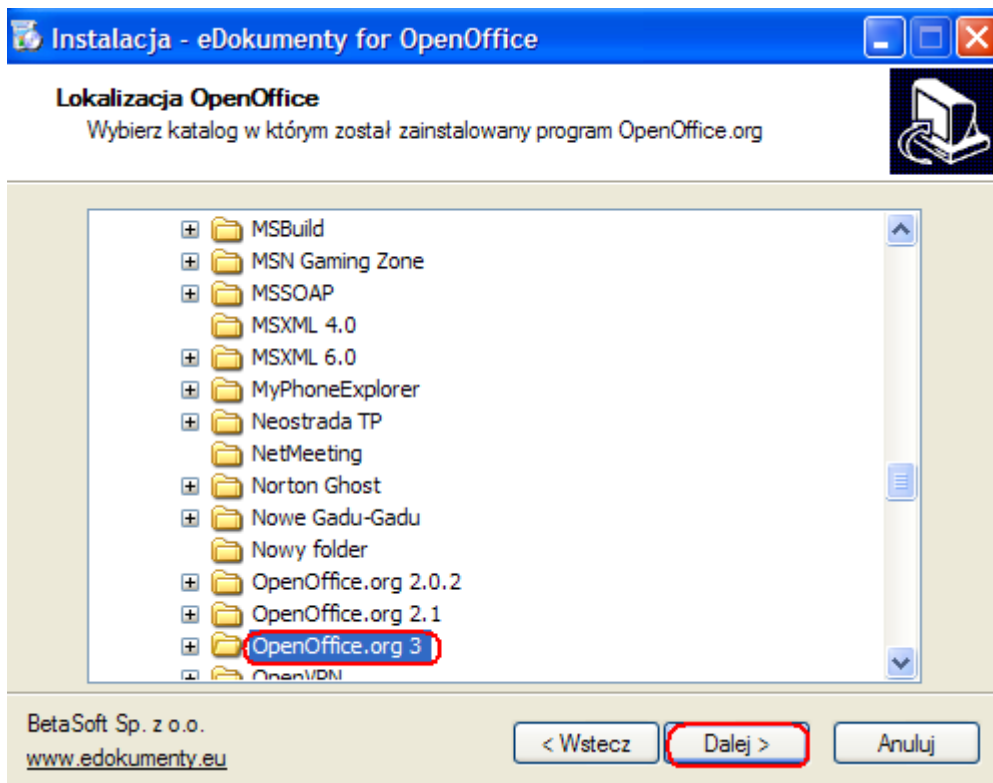 Instalacja - eDokumenty for OpenOffice
Lokalizacja OpenOffice
Wybierz katalog w którym został zainstalowany program OpenOffice.org
MSBuild
MSN Gaming Zone
MSSOAP
MSXML 4.0
MSXML 6.0
MyPhoneExplorer
Neostrada TP
NetMeeting
Norton Ghost
Nowe Gadu-Gadu
Nowy folder
OpenOffice.org 2.0.2
OpenOffice.org 2.1
OpenOffice.org 3
OpenVPN
BetaSoft Sp. z o.o.
www.edokumenty.eu
< Wstecz Dalej > Anuluj